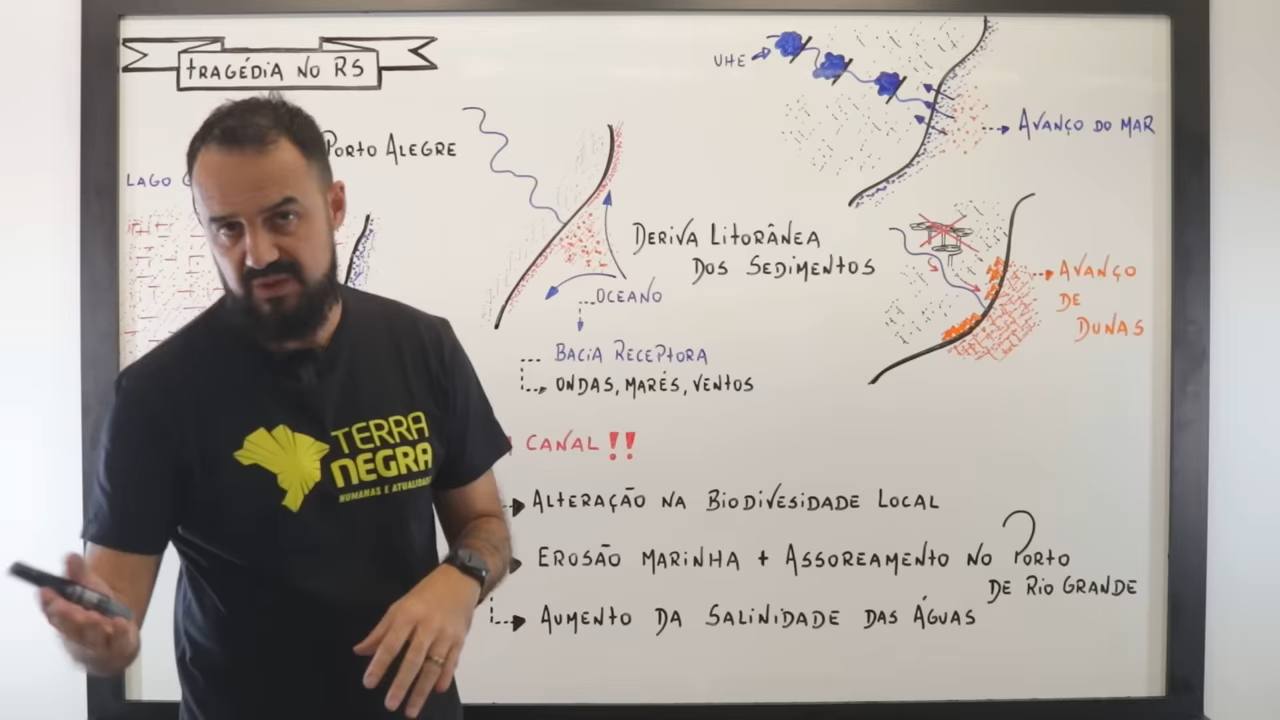 TRAGÉDIA NO RS
PORTO ALEGRE
LAGO
UHE
AVANÇO DO MAR
DERIVA LITORÂNEA
DOS SEDIMENTOS
OCEANO
BACIA RECEPTORA
ONDAS, MARÉS, VENTOS
AVANÇO
DE
DUNAS
CANAL!!
ALTERAÇÃO NA BIODIVESIDADE LOCAL
EROSÃO MARINHA + ASSOREAMENTO NO PORTO
DE RIO GRANDE
?
AUMENTO DA SALINIDADE DAS ÁGUAS
TERRA
NEGRA
HUMANAS E ATUALIDADES